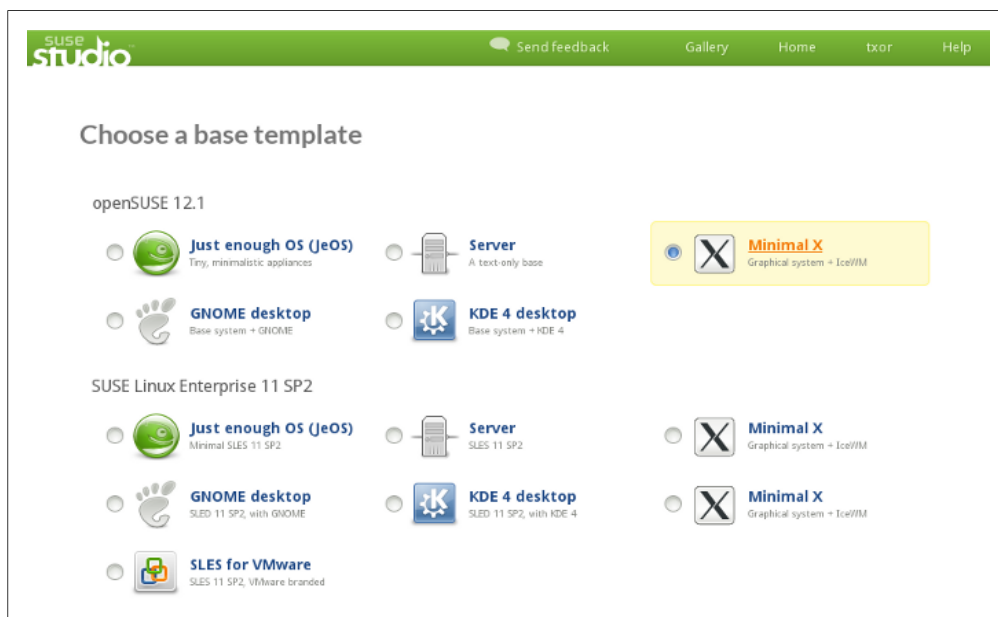 suse
studio
Send feedback
Gallery
Home
txor
Help
Choose a base template
openSUSE 12.1
Just enough OS (JeOS)
Tiny, minimalistic appliances
Server
A text-only base
Minimal X
Graphical system + IceWM
GNOME desktop
Base system + GNOME
KDE 4 desktop
Base system + KDE 4
SUSE Linux Enterprise 11 SP2
Just enough OS (JeOS)
Minimal SLES 11 SP2
Server
SLES 11 SP2
Minimal X
Graphical system + IceWM
GNOME desktop
SLED 11 SP2, with GNOME
KDE 4 desktop
SLED 11 SP2, with KDE 4
Minimal X
Graphical system + IceWM
SLES for VMware
SLES 11 SP2, VMware branded